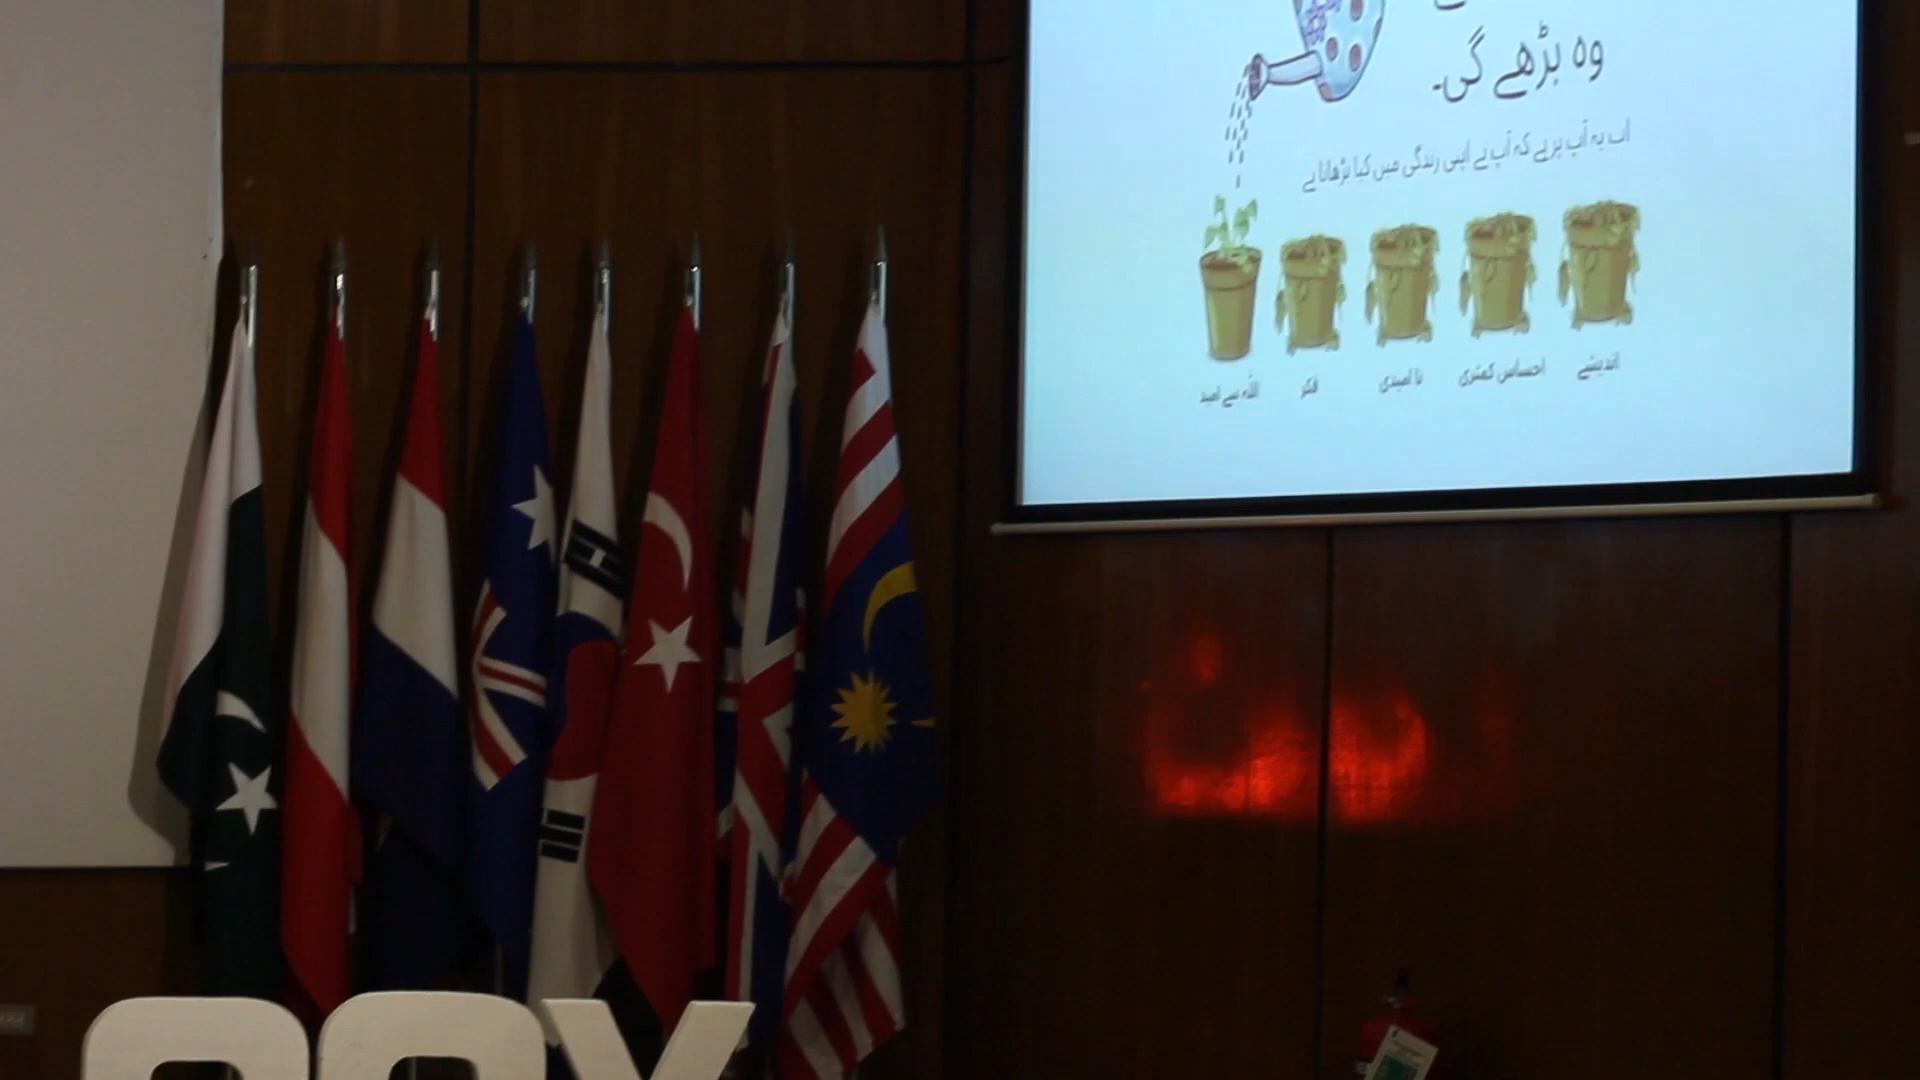 وہ بڑھے گی۔
اب یہ آپ پر ہے کہ آپ نے اپنی زندگی میں کیا بڑھانا ہے
اندیشے
احساس کمتری
نا امیدی
فکر
اللہ سے امید